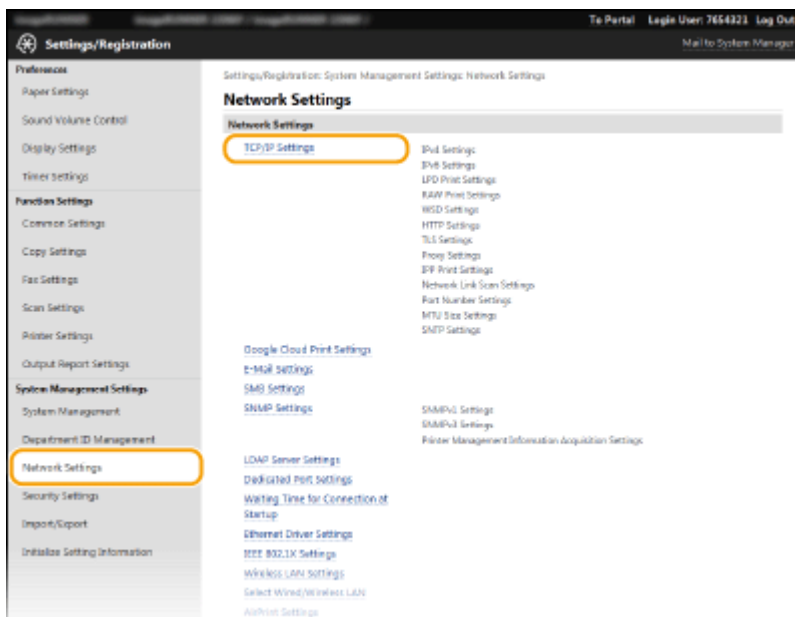 To Portal Login User: 7654321 Log Out
Settings/Registration
Mail to System Manager
Preferences
Paper Settings
Sound Volume Control
Display Settings
Timer Settings
Function Settings
Common Settings
Copy Settings
Fax Settings
Scan Settings
Printer Settings
Output Report Settings
System Management Settings
System Management
Department ID Management
Network Settings
Security Settings
Import/Export
Initialize Setting Information
Settings/Registration: System Management Settings: Network Settings
Network Settings
Network Settings
TCP/IP Settings
IPv4 Settings
IPv6 Settings
LPD Print Settings
RAW Print Settings
WSD Settings
HTTP Settings
TLS Settings
Proxy Settings
IPP Print Settings
Network Link Scan Settings
Port Number Settings
MTU Size Settings
SNTP Settings
Google Cloud Print Settings
E-Mail Settings
SMB Settings
SNMP Settings
SNMPv1 Settings
SNMPv3 Settings
Printer Management Information Acquisition Settings
LDAP Server Settings
Dedicated Port Settings
Waiting Time for Connection at
Startup
Ethernet Driver Settings
IEEE 802.1X Settings
Wireless LAN Settings
Select Wired/Wireless LAN
AirPrint Settings